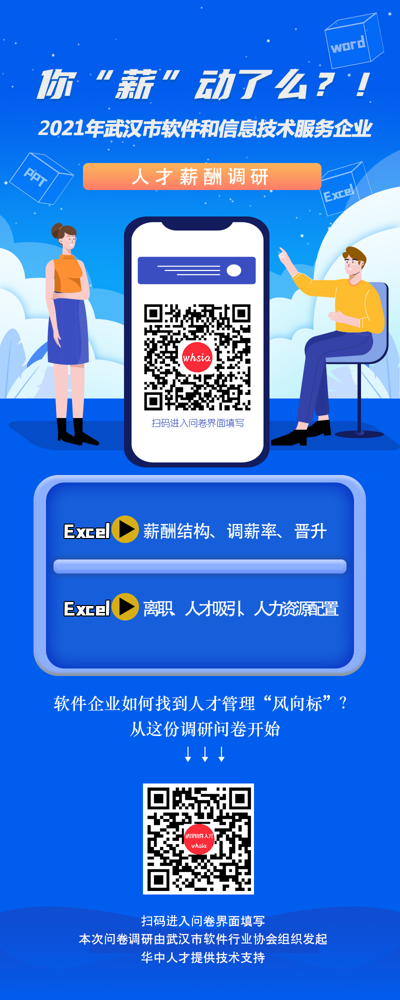 word
你“薪”动了么？！
2021年武汉市软件和信息技术服务企业
PPT
人才薪酬调研
Excel
whsia
扫码进入问卷界面填写
Excel 薪酬结构、调薪率、晋升
Excel 离职、人才吸引、人力资源配置
软件企业如何找到人才管理“风向标”？
从这份调研问卷开始
↓ ↓ ↓
武汉软件人才
whsia
扫码进入问卷界面填写
本次问卷调研由武汉市软件行业协会组织发起
华中人才提供技术支持